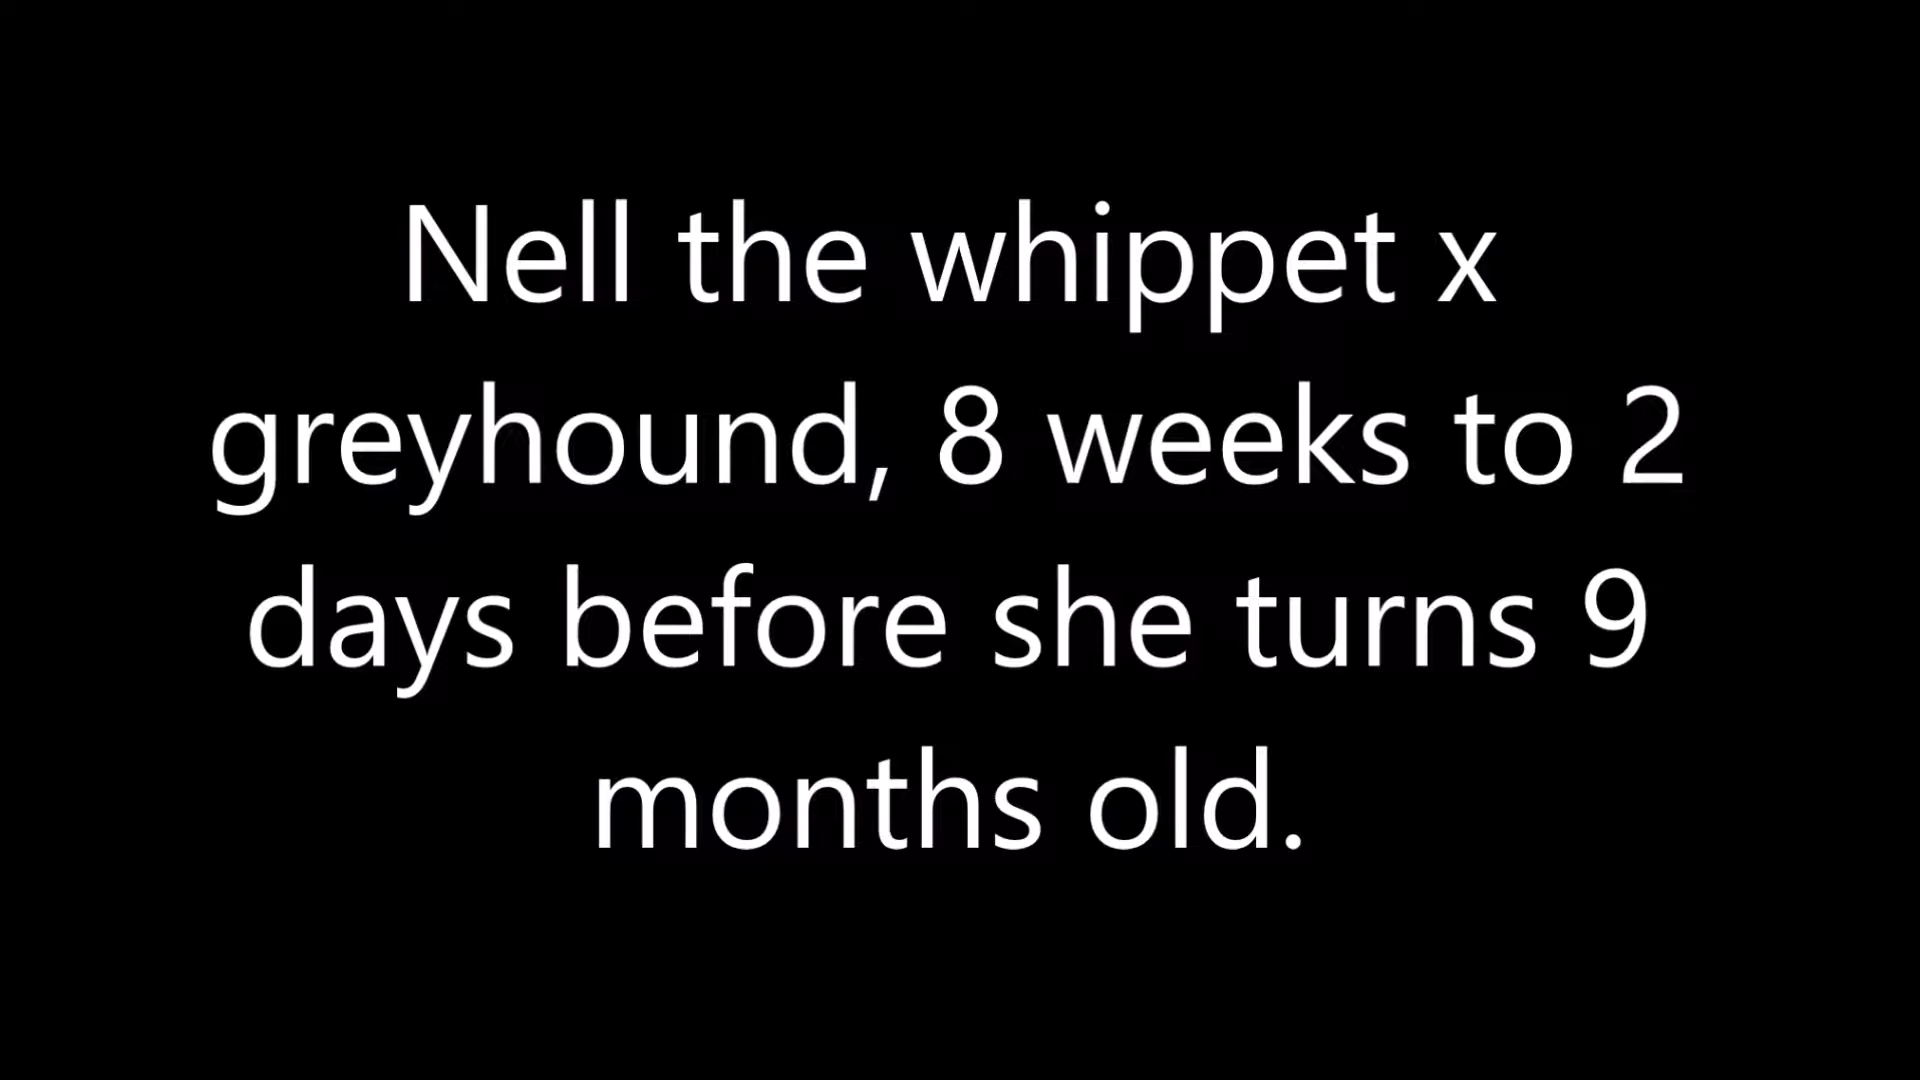 Nell the whippet x
greyhound, 8 weeks to 2
days before she turns 9
months old.